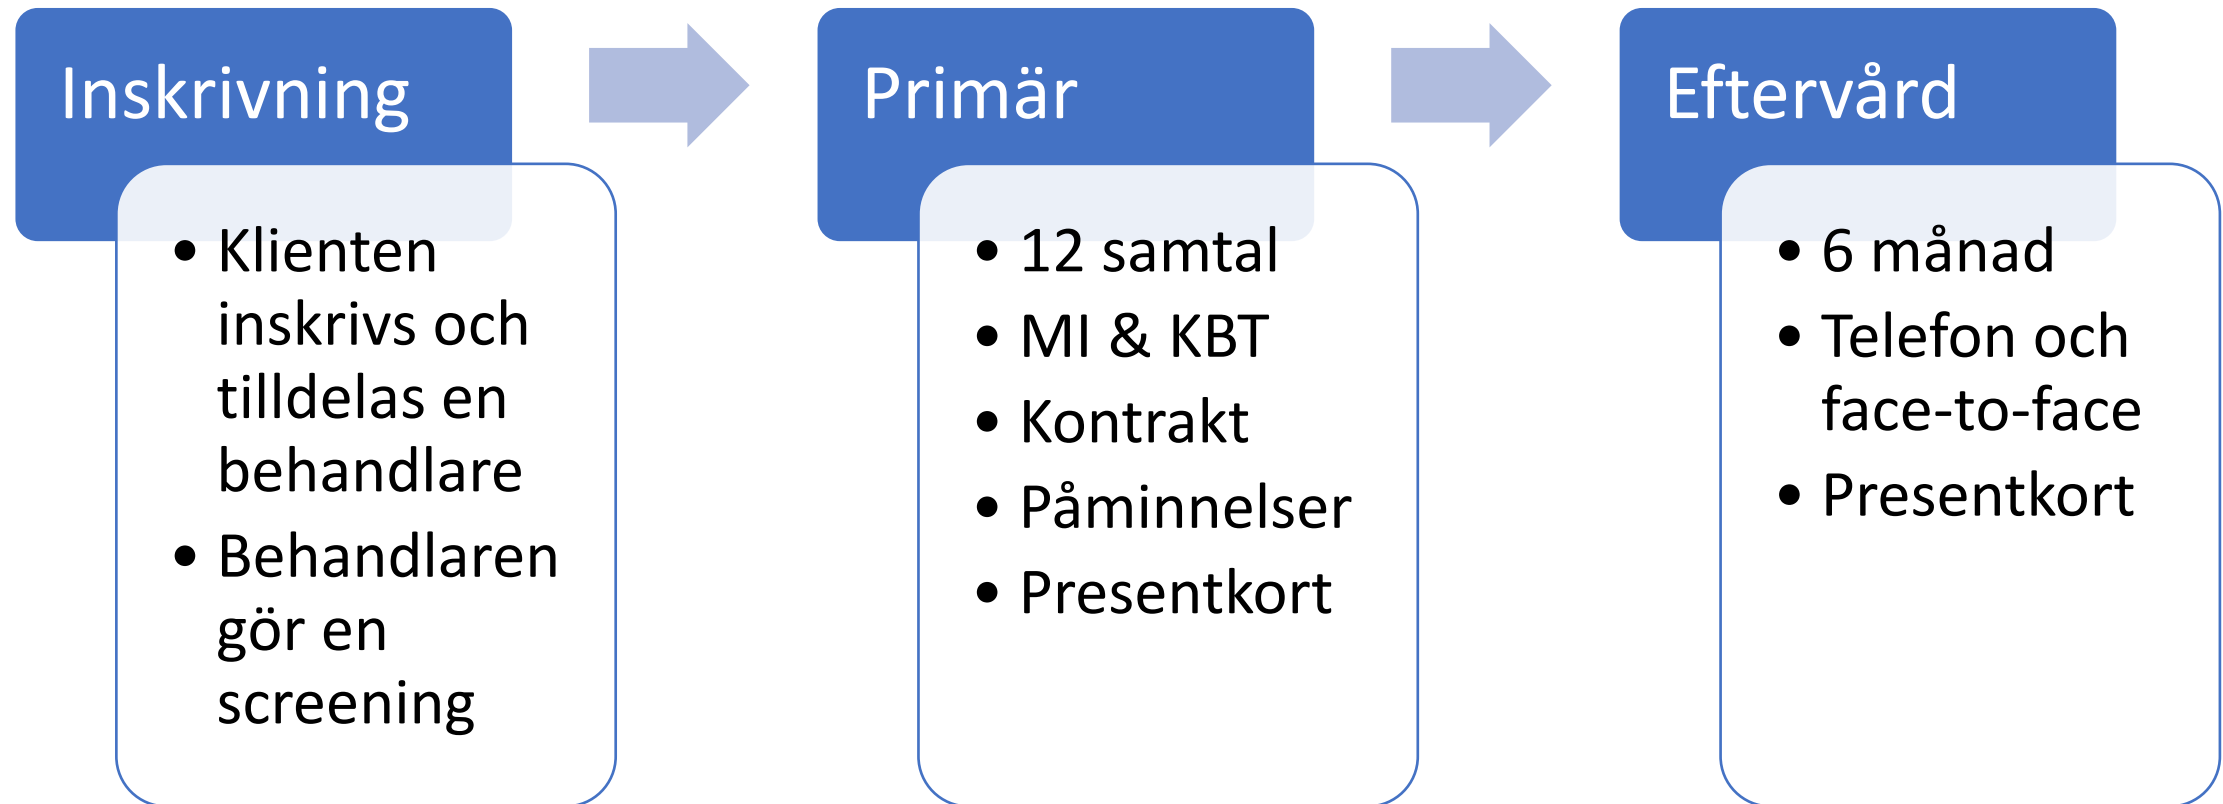 Inskrivning
• Klienten
inskrivs och
tilldelas en
behandlare
• Behandlaren
gör en
screening
Primär
• 12 samtal
• MI & KBT
• Kontrakt
• Påminnelser
• Presentkort
Eftervård
• 6 månad
• Telefon och
face-to-face
• Presentkort